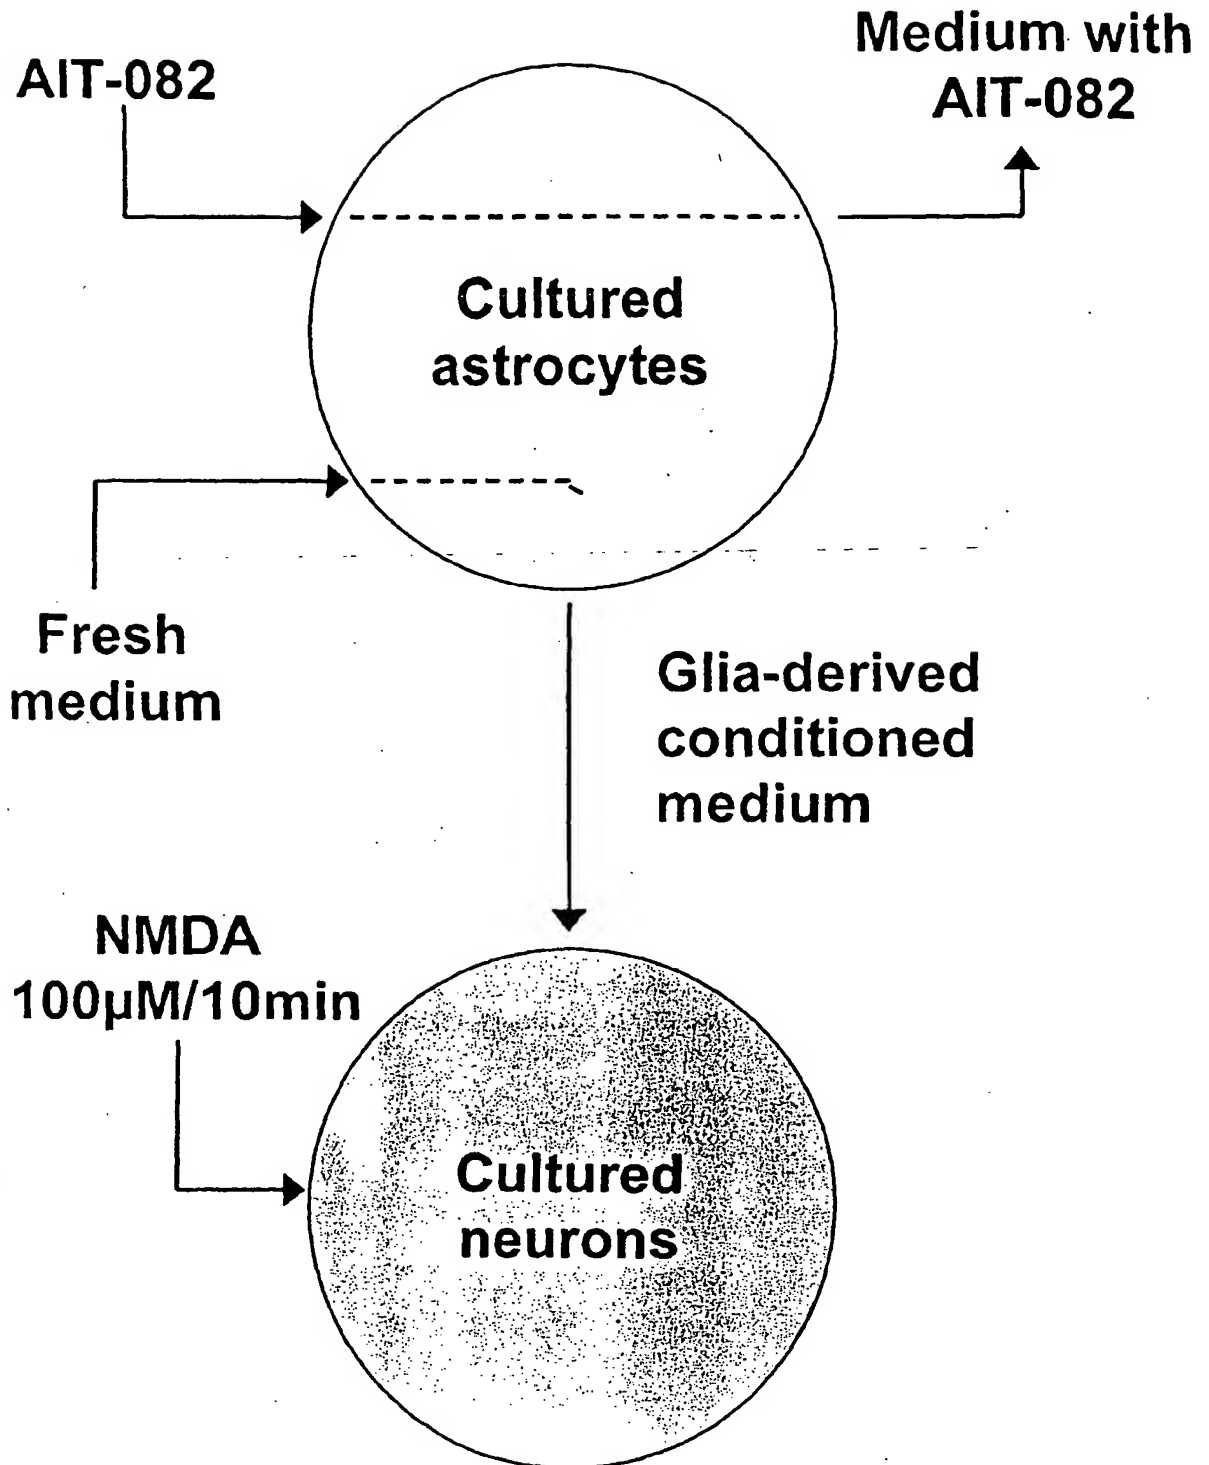 AIT-082
Medium with
AIT-082
Cultured
astrocytes
Fresh
medium
Glia-derived
conditioned
medium
NMDA
100µM/10min
Cultured
neurons